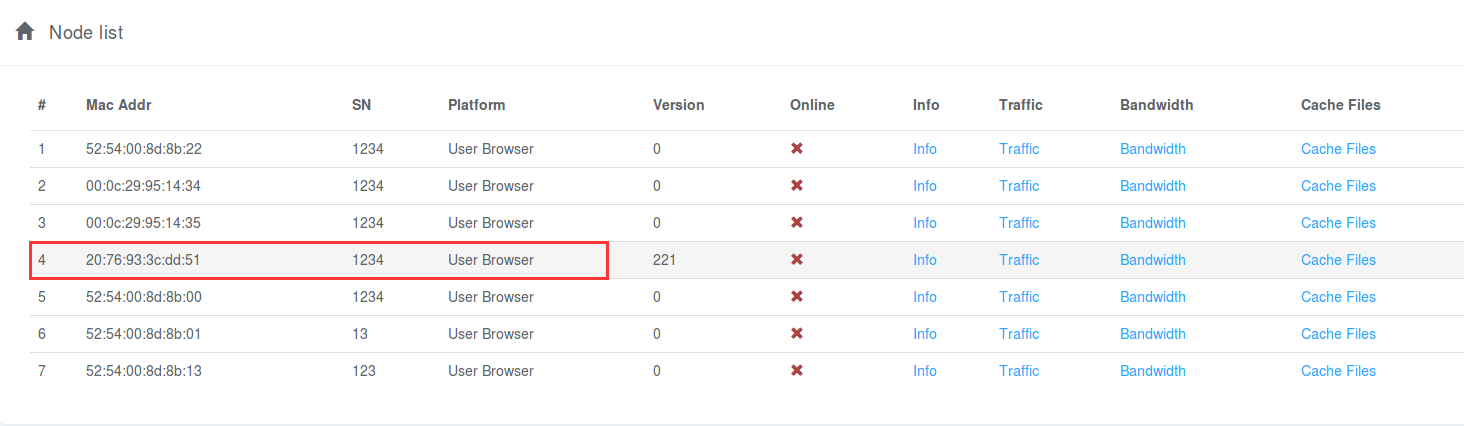 Node list
# Mac Addr SN Platform Version Online Info Traffic Bandwidth Cache Files
1 52:54:00:8d:8b:22 1234 User Browser 0 ✖ Info Traffic Bandwidth Cache Files
2 00:0c:29:95:14:34 1234 User Browser 0 ✖ Info Traffic Bandwidth Cache Files
3 00:0c:29:95:14:35 1234 User Browser 0 ✖ Info Traffic Bandwidth Cache Files
4 20:76:93:3c:dd:51 1234 User Browser 221 ✖ Info Traffic Bandwidth Cache Files
5 52:54:00:8d:8b:00 1234 User Browser 0 ✖ Info Traffic Bandwidth Cache Files
6 52:54:00:8d:8b:01 13 User Browser 0 ✖ Info Traffic Bandwidth Cache Files
7 52:54:00:8d:8b:13 123 User Browser 0 ✖ Info Traffic Bandwidth Cache Files